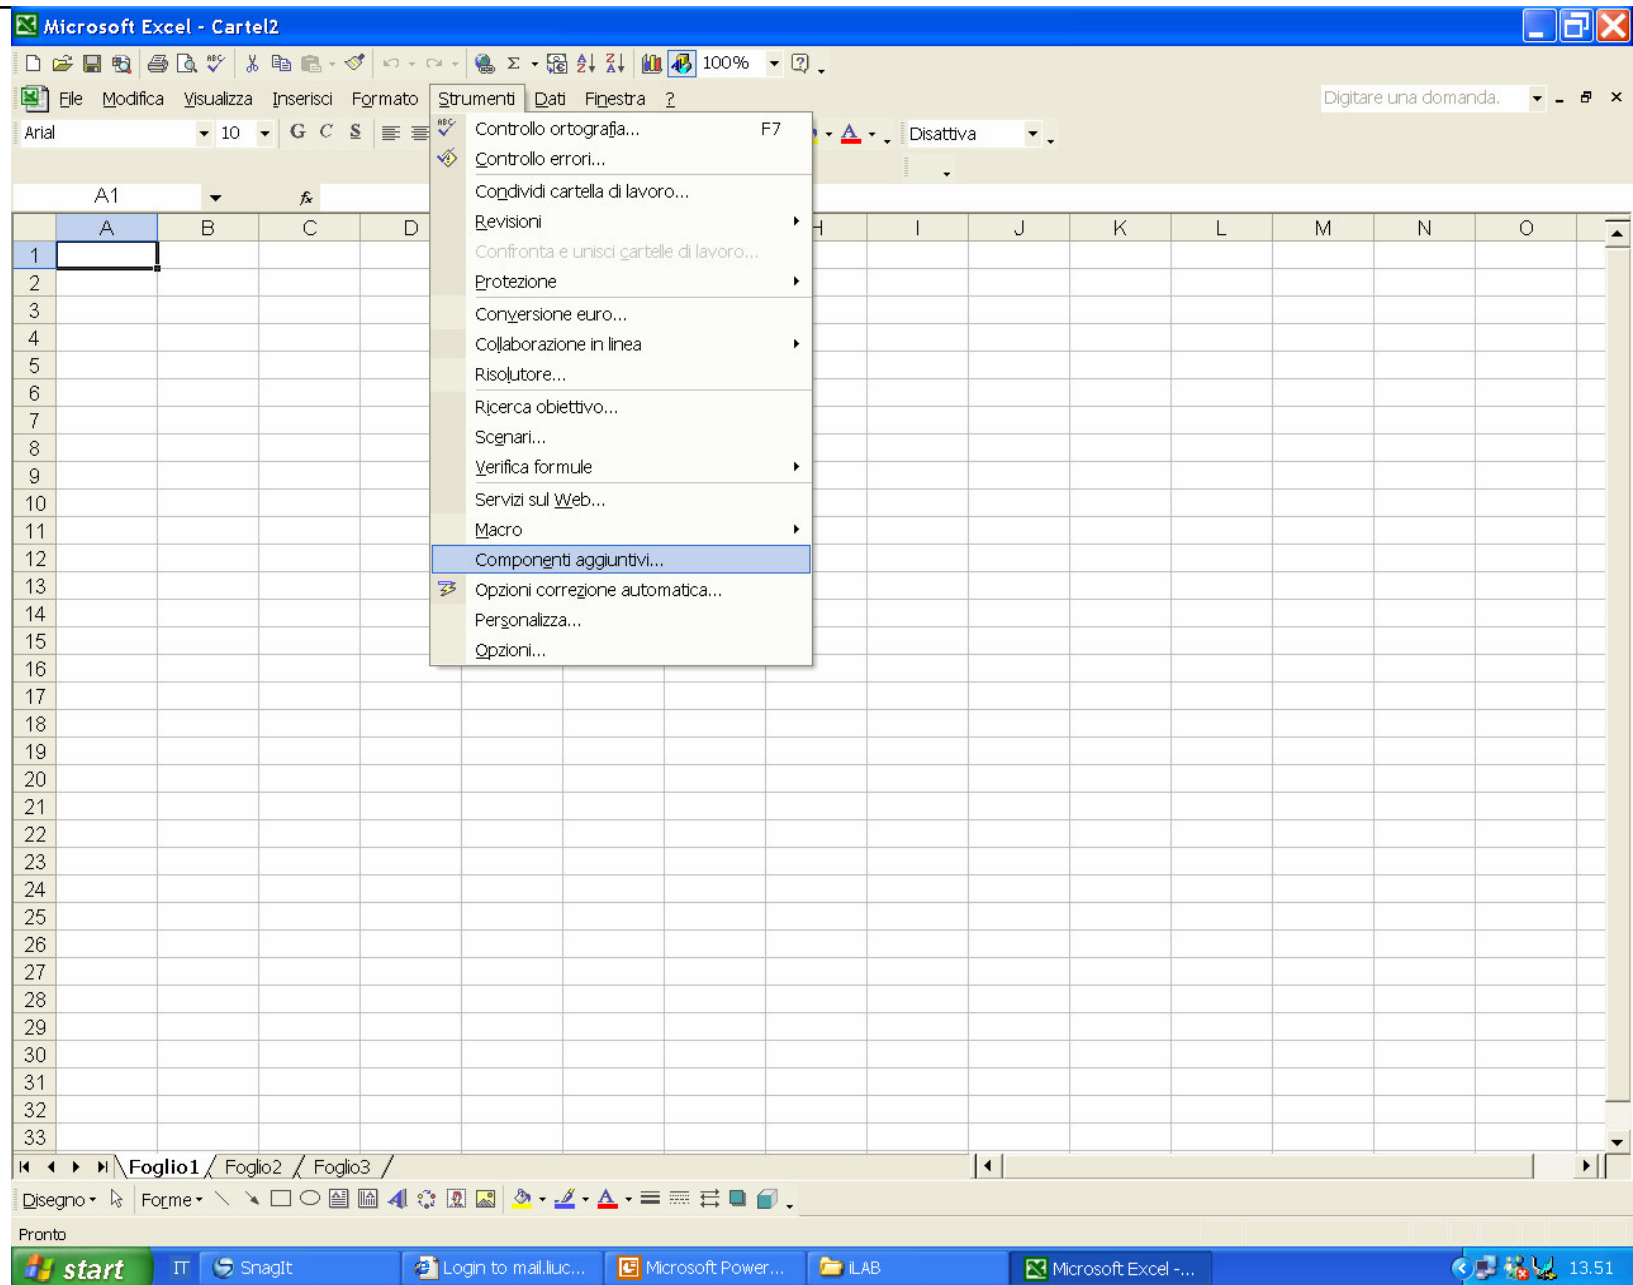 Microsoft Excel - Cartel2
100%
File Modifica Visualizza Inserisci Formato Strumenti Dati Finestra ? Digitare una domanda.
Arial 10 G C S A Disattiva
A1 fx
A B C D H I J K L M N O
Controllo ortografia... F7
Controllo errori...
Condividi cartella di lavoro...
Revisioni
Confronta e unisci cartelle di lavoro...
Protezione
Conversione euro...
Collaborazione in linea
Risolutore...
Ricerca obiettivo...
Scenari...
Verifica formule
Servizi sul Web...
Macro
Componenti aggiuntivi...
Opzioni correzione automatica...
Personalizza...
Opzioni...
1
2
3
4
5
6
7
8
9
10
11
12
13
14
15
16
17
18
19
20
21
22
23
24
25
26
27
28
29
30
31
32
33
Foglio1 Foglio2 Foglio3
Disegno Forme
Pronto
start IT SnagIt Login to mail.liuc... Microsoft Power... iLAB Microsoft Excel -... 13.51